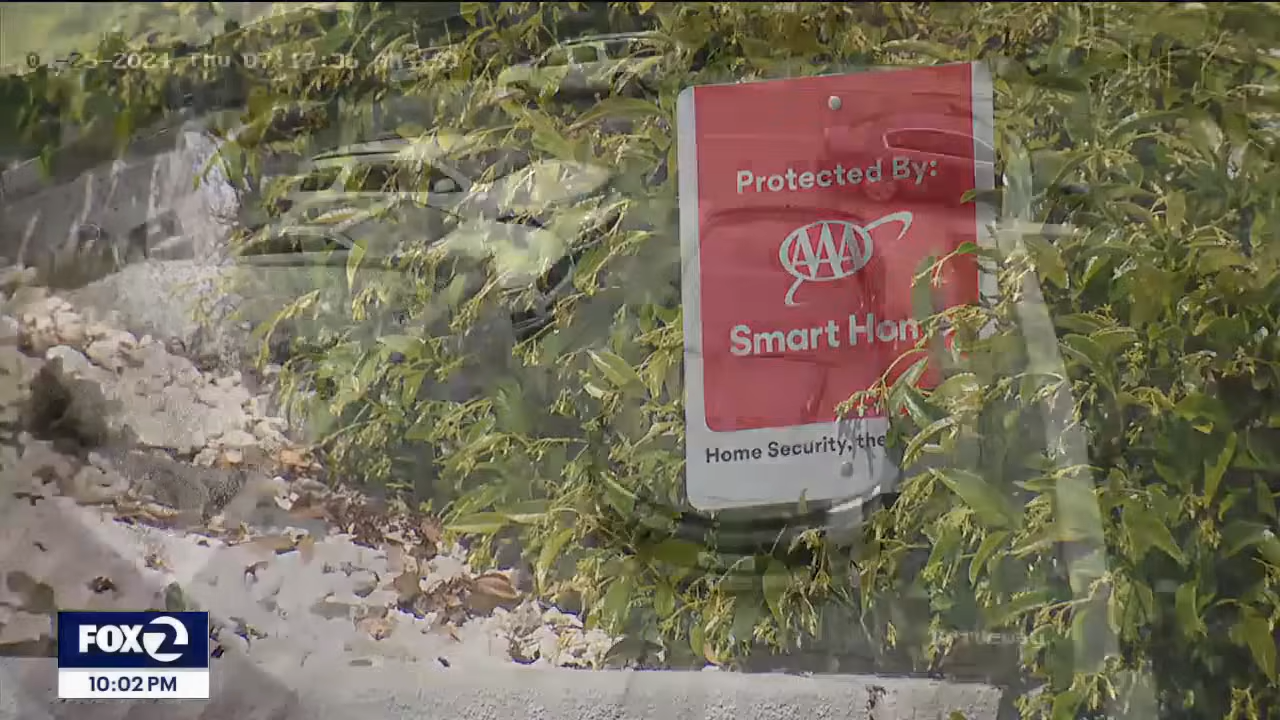 Protected By:
AAA
Smart Hom
Home Security, the
FOX 2
10:02 PM